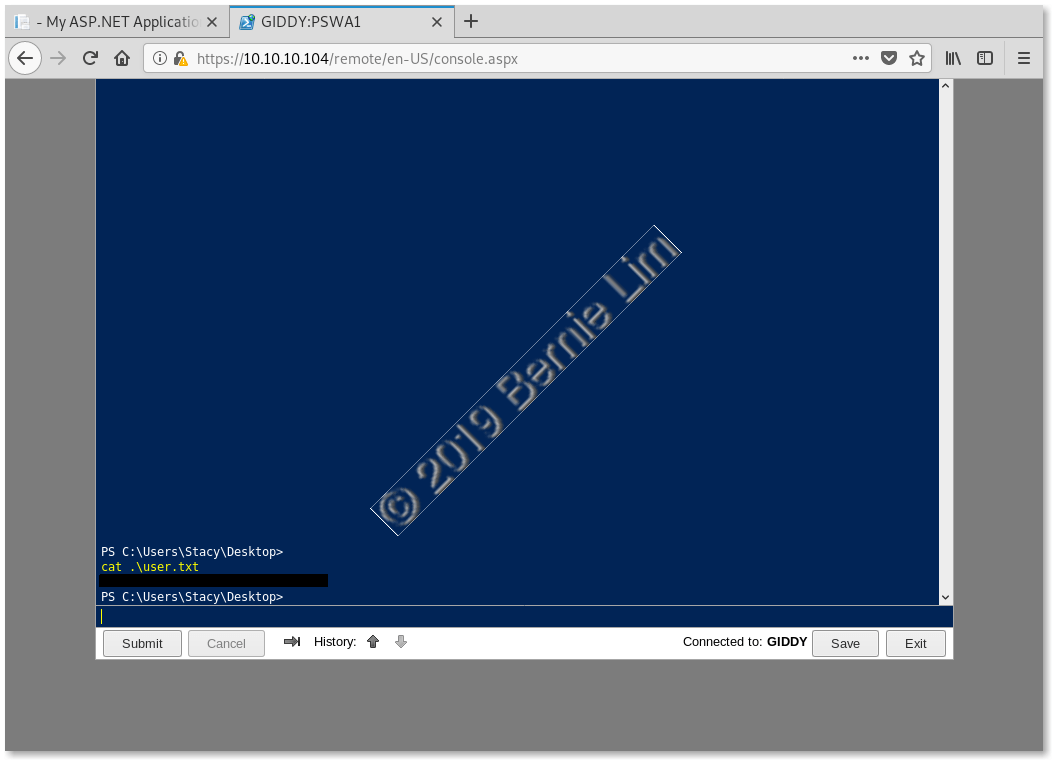 - My ASP.NET Applicatio
GIDDY:PSWA1
https://10.10.10.104/remote/en-US/console.aspx
© 2019 Bernie Lim
PS C:\Users\Stacy\Desktop>
cat .\user.txt
PS C:\Users\Stacy\Desktop>
Submit Cancel History: Connected to: GIDDY Save Exit